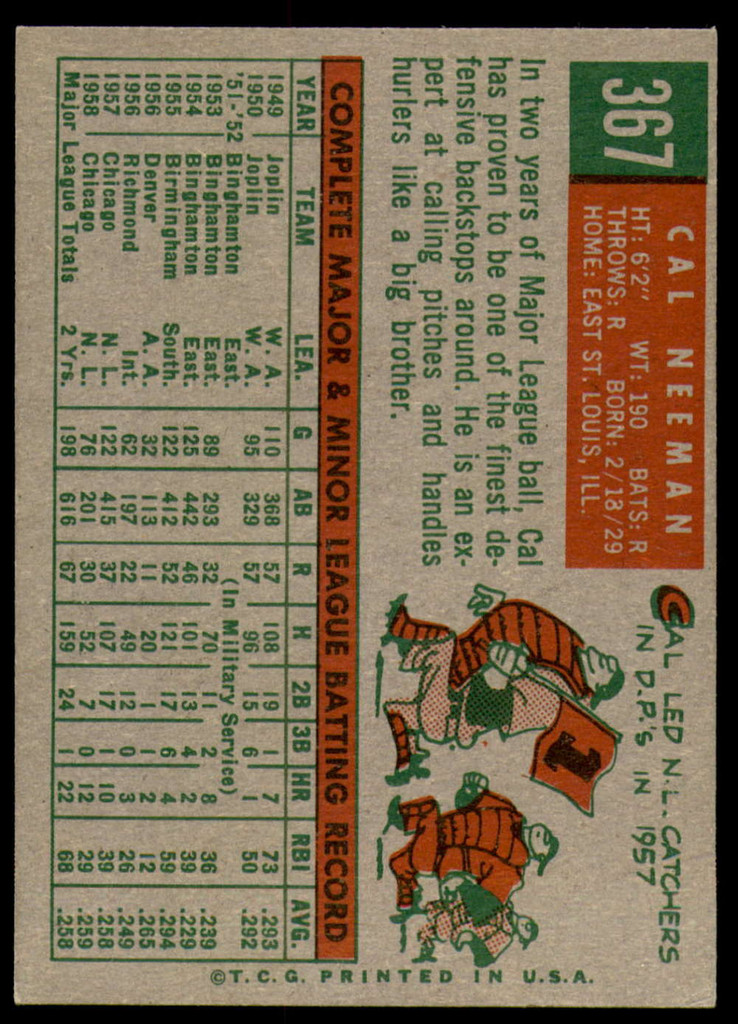 367
CAL NEEMAN
HT: 6'2" WT: 190 BATS: R
THROWS: R BORN: 2/18/29
HOME: EAST ST. LOUIS, ILL.
In two years of Major League ball, Cal
has proven to be one of the finest de-
fensive backstops around. He is an ex-
pert at calling pitches and handles
hurlers like a big brother.
CAL LED N.L. CATCHERS
IN D.P.'S IN 1957
1
COMPLETE MAJOR & MINOR LEAGUE BATTING RECORD
YEAR TEAM LEA. G AB R H 2B 3B HR RBI AVG.
1949 Joplin W. A. 110 368 57 108 19 1 7 73 .293
1950 Joplin W. A. 95 329 57 96 15 6 1 50 .292
'51-'52 Binghamton East. (In Military Service)
1953 Binghamton East. 89 293 32 70 11 2 8 36 .239
1954 Binghamton East. 125 442 46 101 13 4 2 39 .229
1955 Birmingham South. 122 412 52 121 17 6 4 59 .294
1956 Denver A. A. 32 113 11 20 1 1 2 12 .265
1956 Richmond Int. 62 197 22 49 12 0 3 26 .249
1957 Chicago N. L. 122 415 37 107 17 1 10 39 .258
1958 Chicago N. L. 76 201 30 52 7 0 12 29 .259
Major League Totals 2 Yrs. 198 616 67 159 24 1 22 68 .258
©T.C.G. PRINTED IN U.S.A.